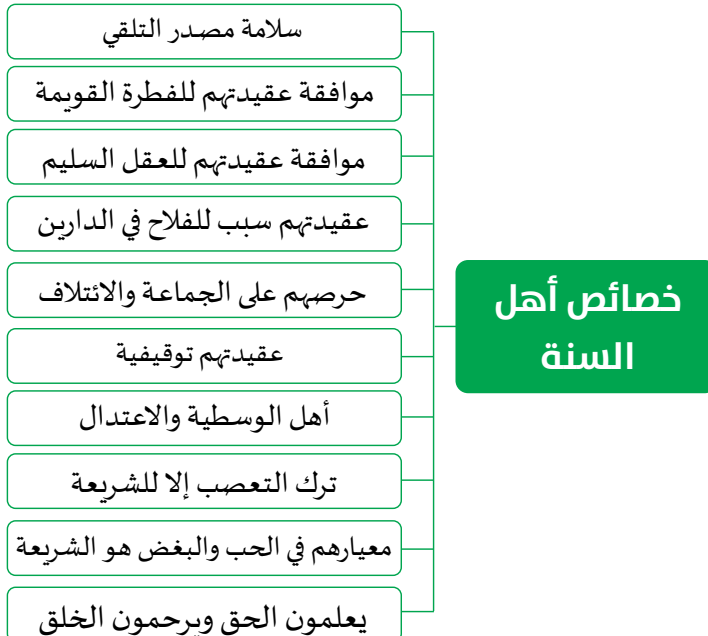 خصائص أهل
السنة
سلامة مصدر التلقي
موافقة عقيدتهم للفطرة القويمة
موافقة عقيدتهم للعقل السليم
عقيدتهم سبب للفلاح في الدارين
حرصهم على الجماعة والائتلاف
عقيدتهم توقيفية
أهل الوسطية والاعتدال
ترك التعصب إلا للشريعة
معيارهم في الحب والبغض هو الشريعة
يعلمون الحق ويرحمون الخلق